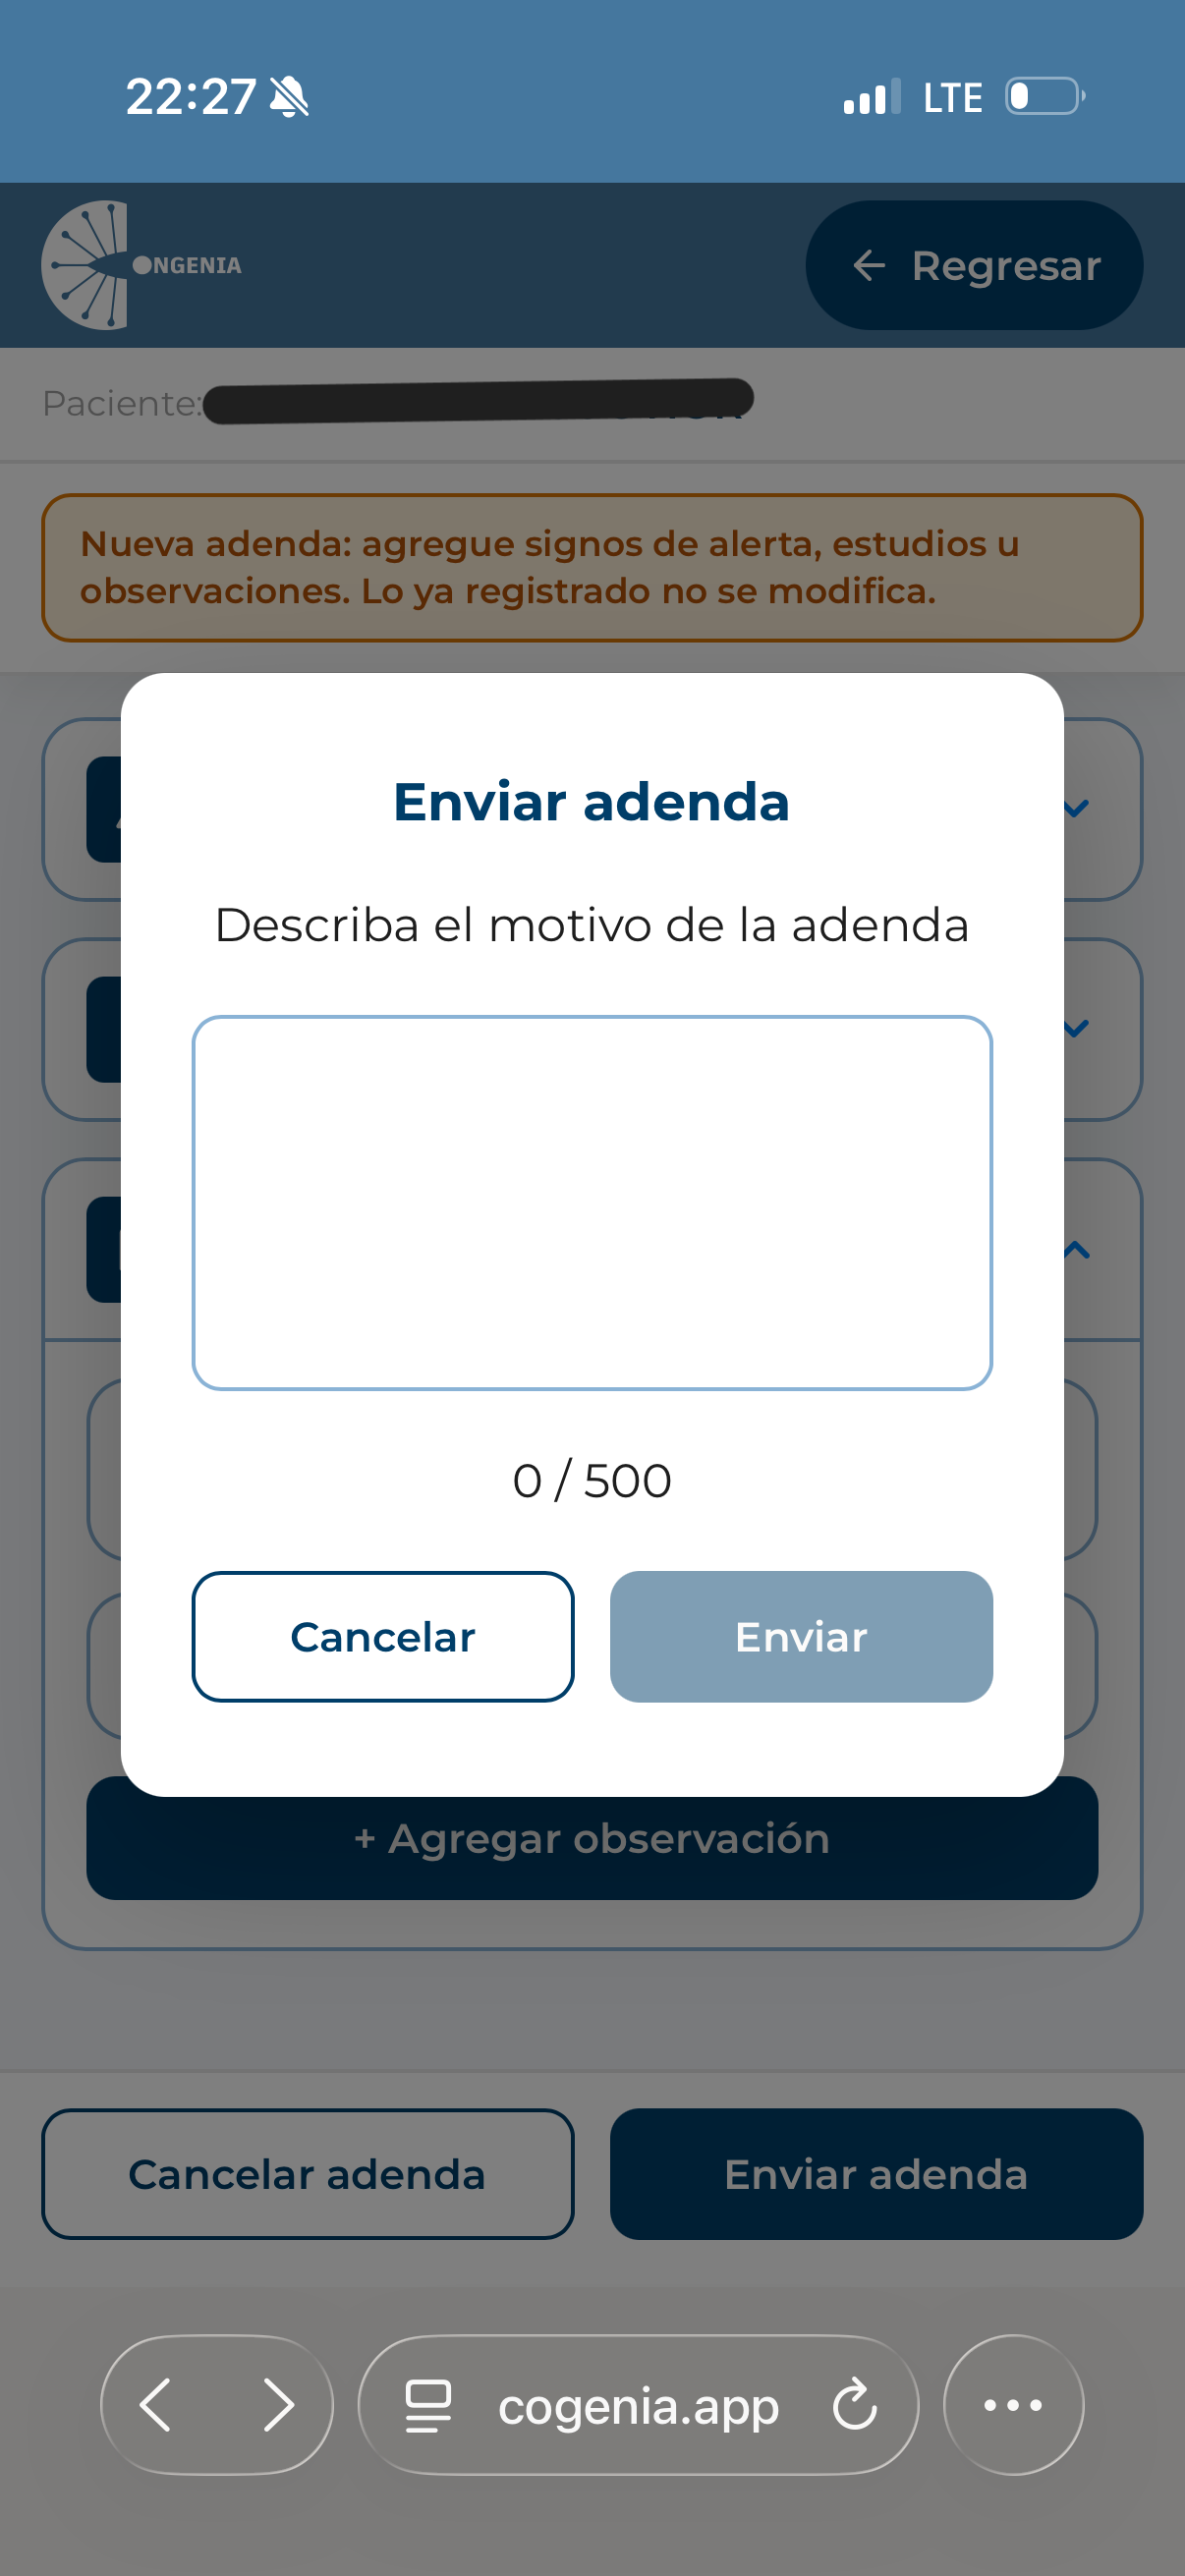 22:27
LTE
ONGENIA
← Regresar
Paciente:
Nueva adenda: agregue signos de alerta, estudios u
observaciones. Lo ya registrado no se modifica.
Enviar adenda
Describa el motivo de la adenda
0 / 500
Cancelar
Enviar
+ Agregar observación
Cancelar adenda
Enviar adenda
cogenia.app